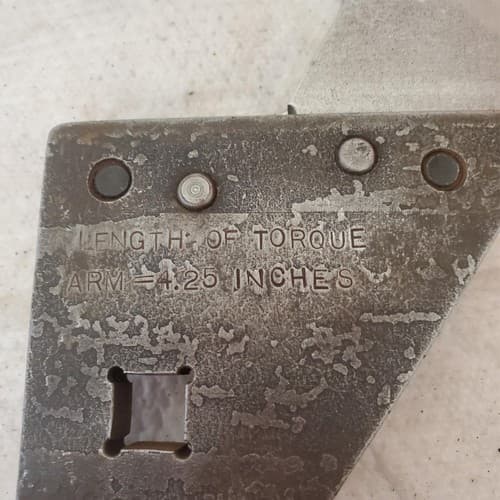 LENGTH OF TORQUE
ARM = 4.25 INCHES